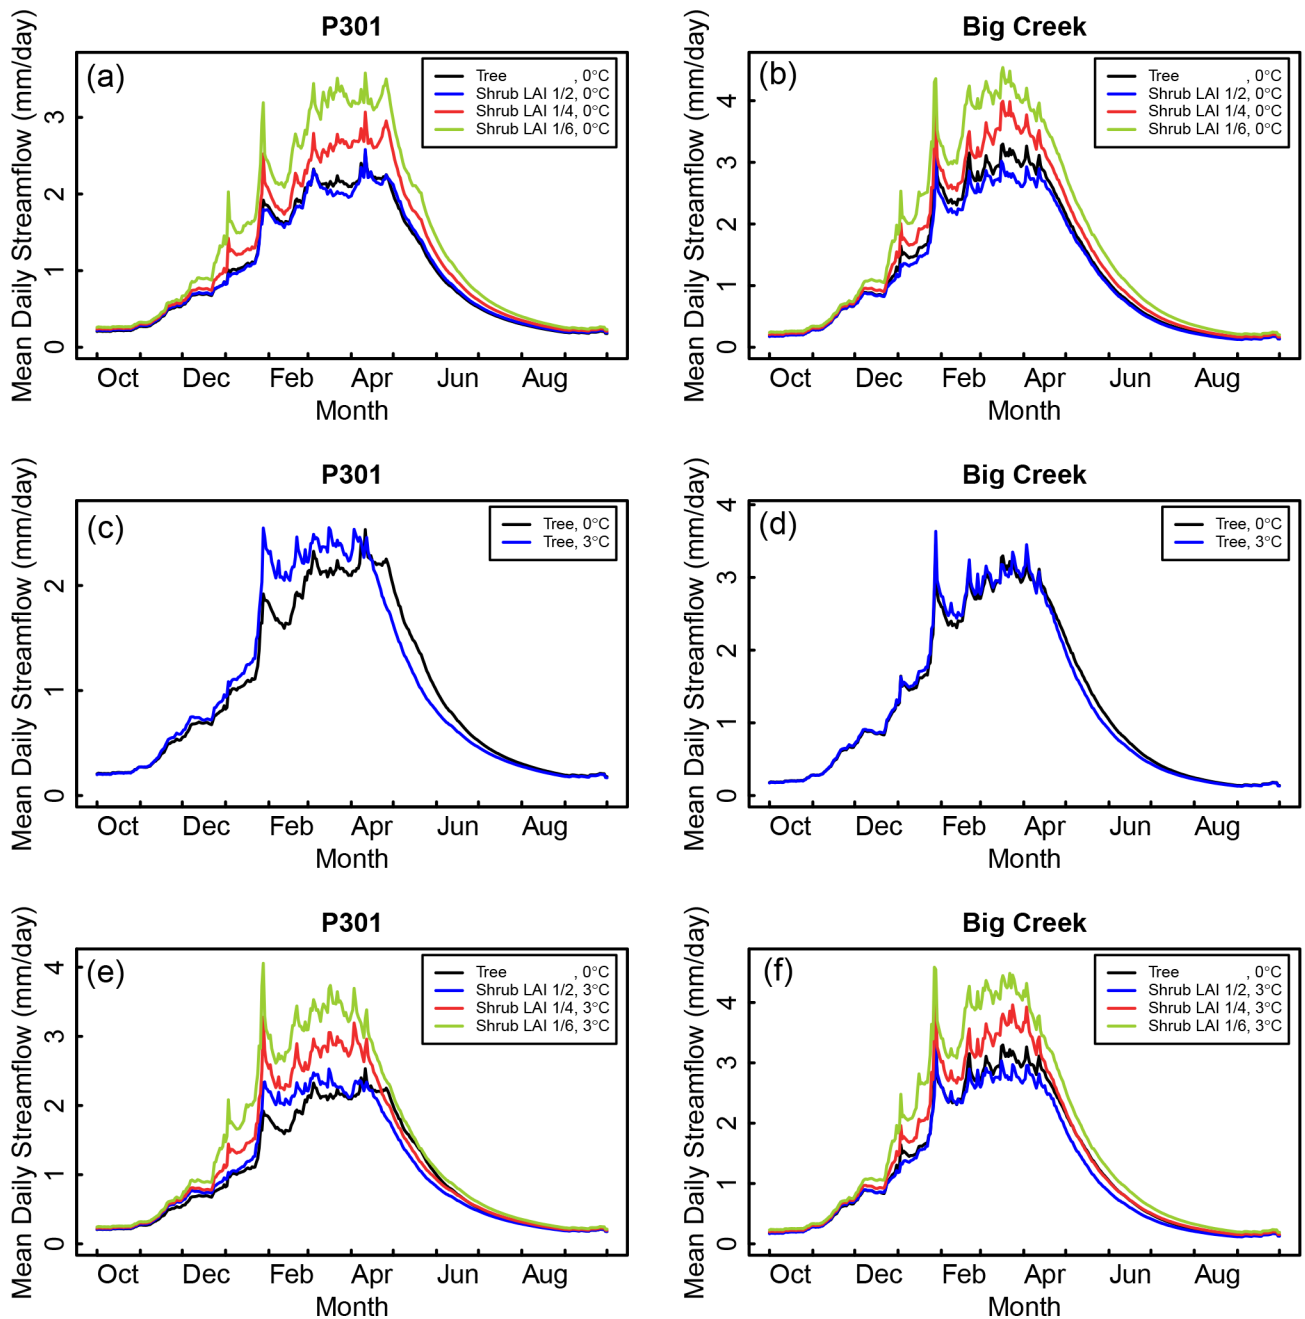 P301
(a)
Tree , 0°C
Shrub LAI 1/2, 0°C
Shrub LAI 1/4, 0°C
Shrub LAI 1/6, 0°C
Mean Daily Streamflow (mm/day)
3
2
1
0
Oct Dec Feb Apr Jun Aug
Month
Big Creek
(b)
Tree , 0°C
Shrub LAI 1/2, 0°C
Shrub LAI 1/4, 0°C
Shrub LAI 1/6, 0°C
Mean Daily Streamflow (mm/day)
4
3
2
1
0
Oct Dec Feb Apr Jun Aug
Month
P301
(c)
Tree, 0°C
Tree, 3°C
Mean Daily Streamflow (mm/day)
2
1
0
Oct Dec Feb Apr Jun Aug
Month
Big Creek
(d)
Tree, 0°C
Tree, 3°C
Mean Daily Streamflow (mm/day)
4
3
2
1
0
Oct Dec Feb Apr Jun Aug
Month
P301
(e)
Tree , 0°C
Shrub LAI 1/2, 3°C
Shrub LAI 1/4, 3°C
Shrub LAI 1/6, 3°C
Mean Daily Streamflow (mm/day)
4
3
2
1
0
Oct Dec Feb Apr Jun Aug
Month
Big Creek
(f)
Tree , 0°C
Shrub LAI 1/2, 3°C
Shrub LAI 1/4, 3°C
Shrub LAI 1/6, 3°C
Mean Daily Streamflow (mm/day)
4
3
2
1
0
Oct Dec Feb Apr Jun Aug
Month